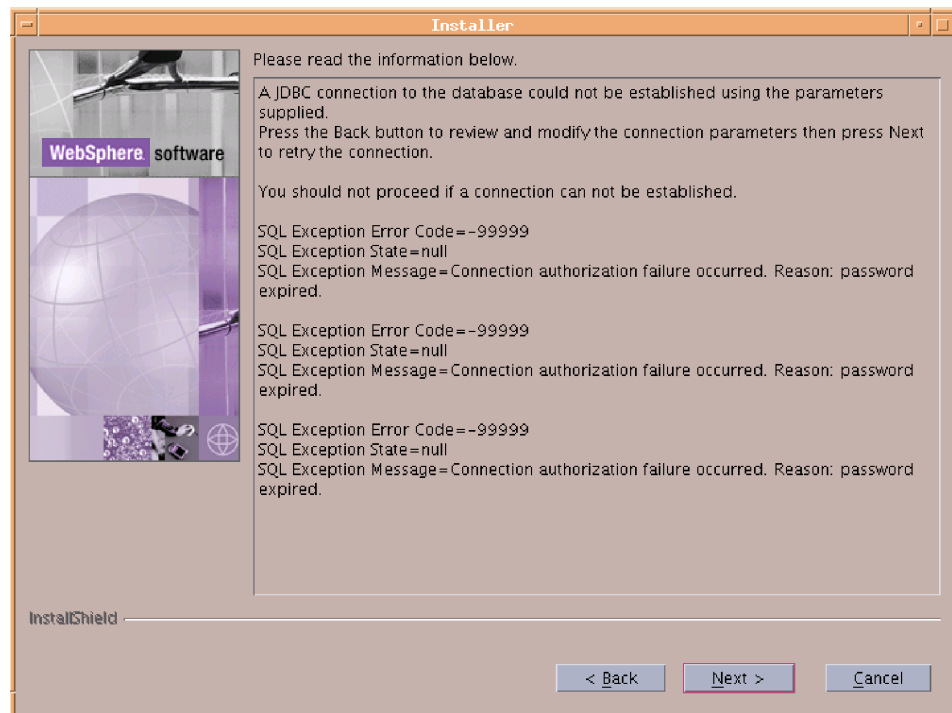 Installer
WebSphere software
Please read the information below.
A JDBC connection to the database could not be established using the parameters
supplied.
Press the Back button to review and modify the connection parameters then press Next
to retry the connection.
You should not proceed if a connection can not be established.
SQL Exception Error Code=-99999
SQL Exception State=null
SQL Exception Message=Connection authorization failure occurred. Reason: password
expired.
SQL Exception Error Code=-99999
SQL Exception State=null
SQL Exception Message=Connection authorization failure occurred. Reason: password
expired.
SQL Exception Error Code=-99999
SQL Exception State=null
SQL Exception Message=Connection authorization failure occurred. Reason: password
expired.
InstallShield
< Back
Next >
Cancel